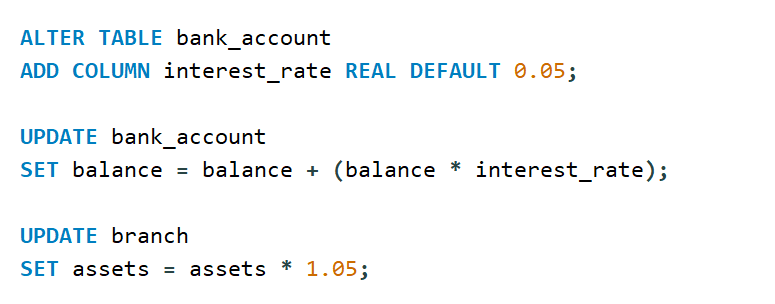 ALTER TABLE bank_account
ADD COLUMN interest_rate REAL DEFAULT 0.05;
UPDATE bank_account
SET balance = balance + (balance * interest_rate);
UPDATE branch
SET assets = assets * 1.05;